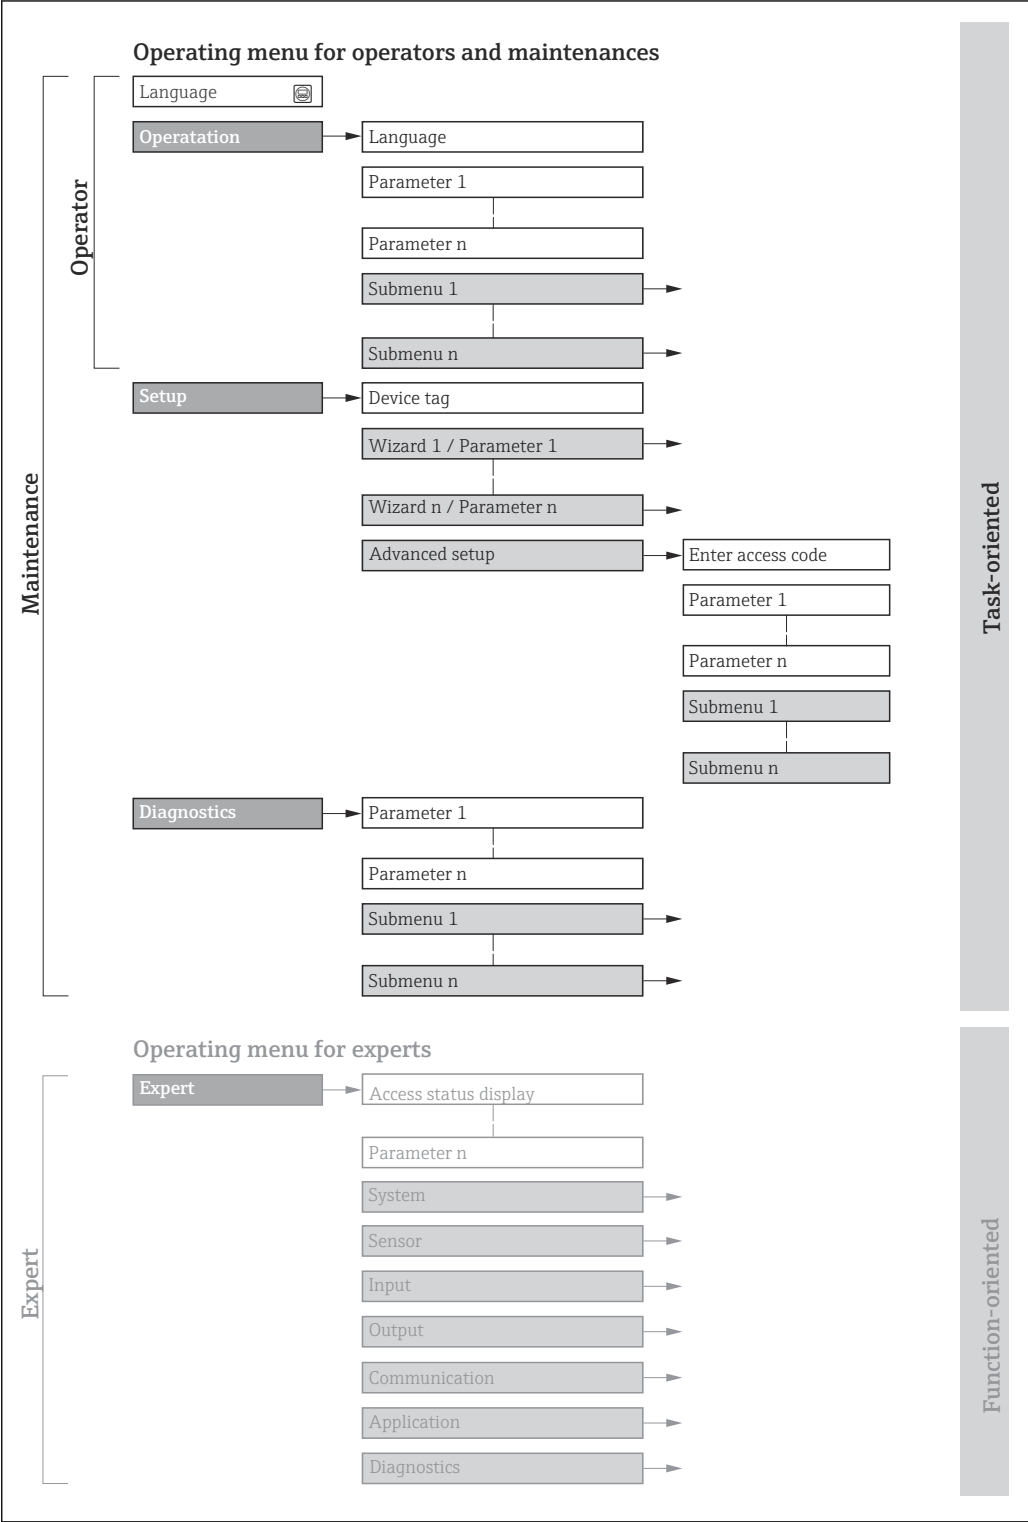 Operating menu for operators and maintenances
Language
Operatation
Language
Parameter 1
Parameter n
Submenu 1
Submenu n
Operator
Setup
Device tag
Wizard 1 / Parameter 1
Wizard n / Parameter n
Advanced setup
Enter access code
Parameter 1
Parameter n
Submenu 1
Submenu n
Maintenance
Task-oriented
Diagnostics
Parameter 1
Parameter n
Submenu 1
Submenu n
Operating menu for experts
Expert
Access status display
Parameter n
System
Sensor
Input
Output
Communication
Application
Diagnostics
Expert
Function-oriented